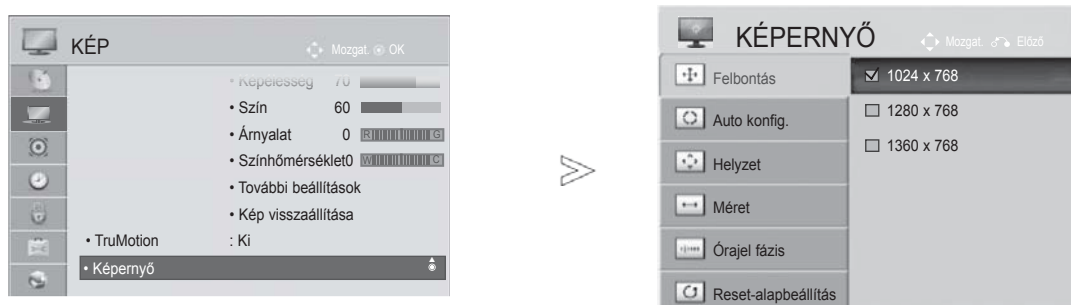 KÉP
Mozgat. OK
• Képélesség 70
• Szín 60
• Árnyalat 0 R G
• Színhőmérséklet0 W C
• További beállítások
• Kép visszaállítása
• TruMotion : Ki
• Képernyő
KÉPERNYŐ
Mozgat. Előző
Felbontás
Auto konfig.
Helyzet
Méret
Órajel fázis
Reset-alapbeállítás
1024 x 768
1280 x 768
1360 x 768